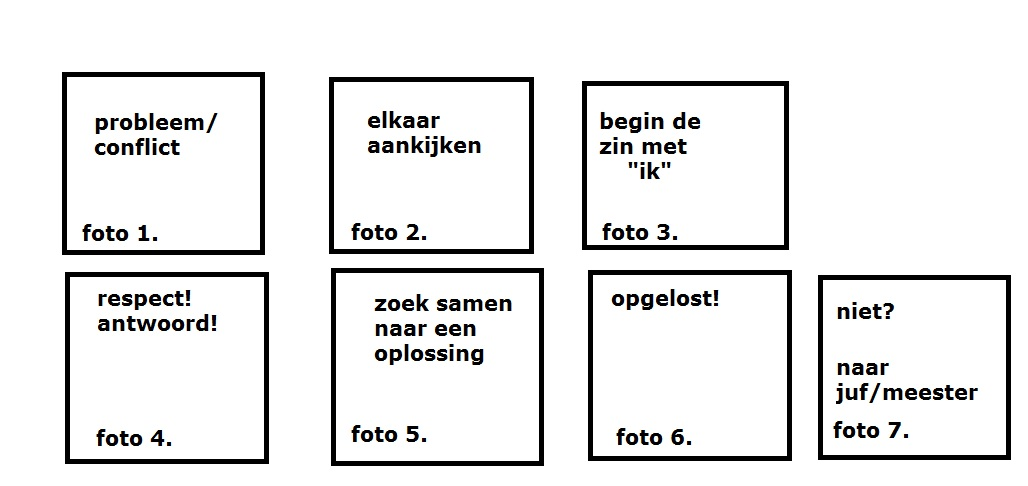 probleem/
conflict
foto 1.
elkaar
aankijken
foto 2.
begin de
zin met
"ik"
foto 3.
respect!
antwoord!
foto 4.
zoek samen
naar een
oplossing
foto 5.
opgelost!
foto 6.
niet?
naar
juf/meester
foto 7.